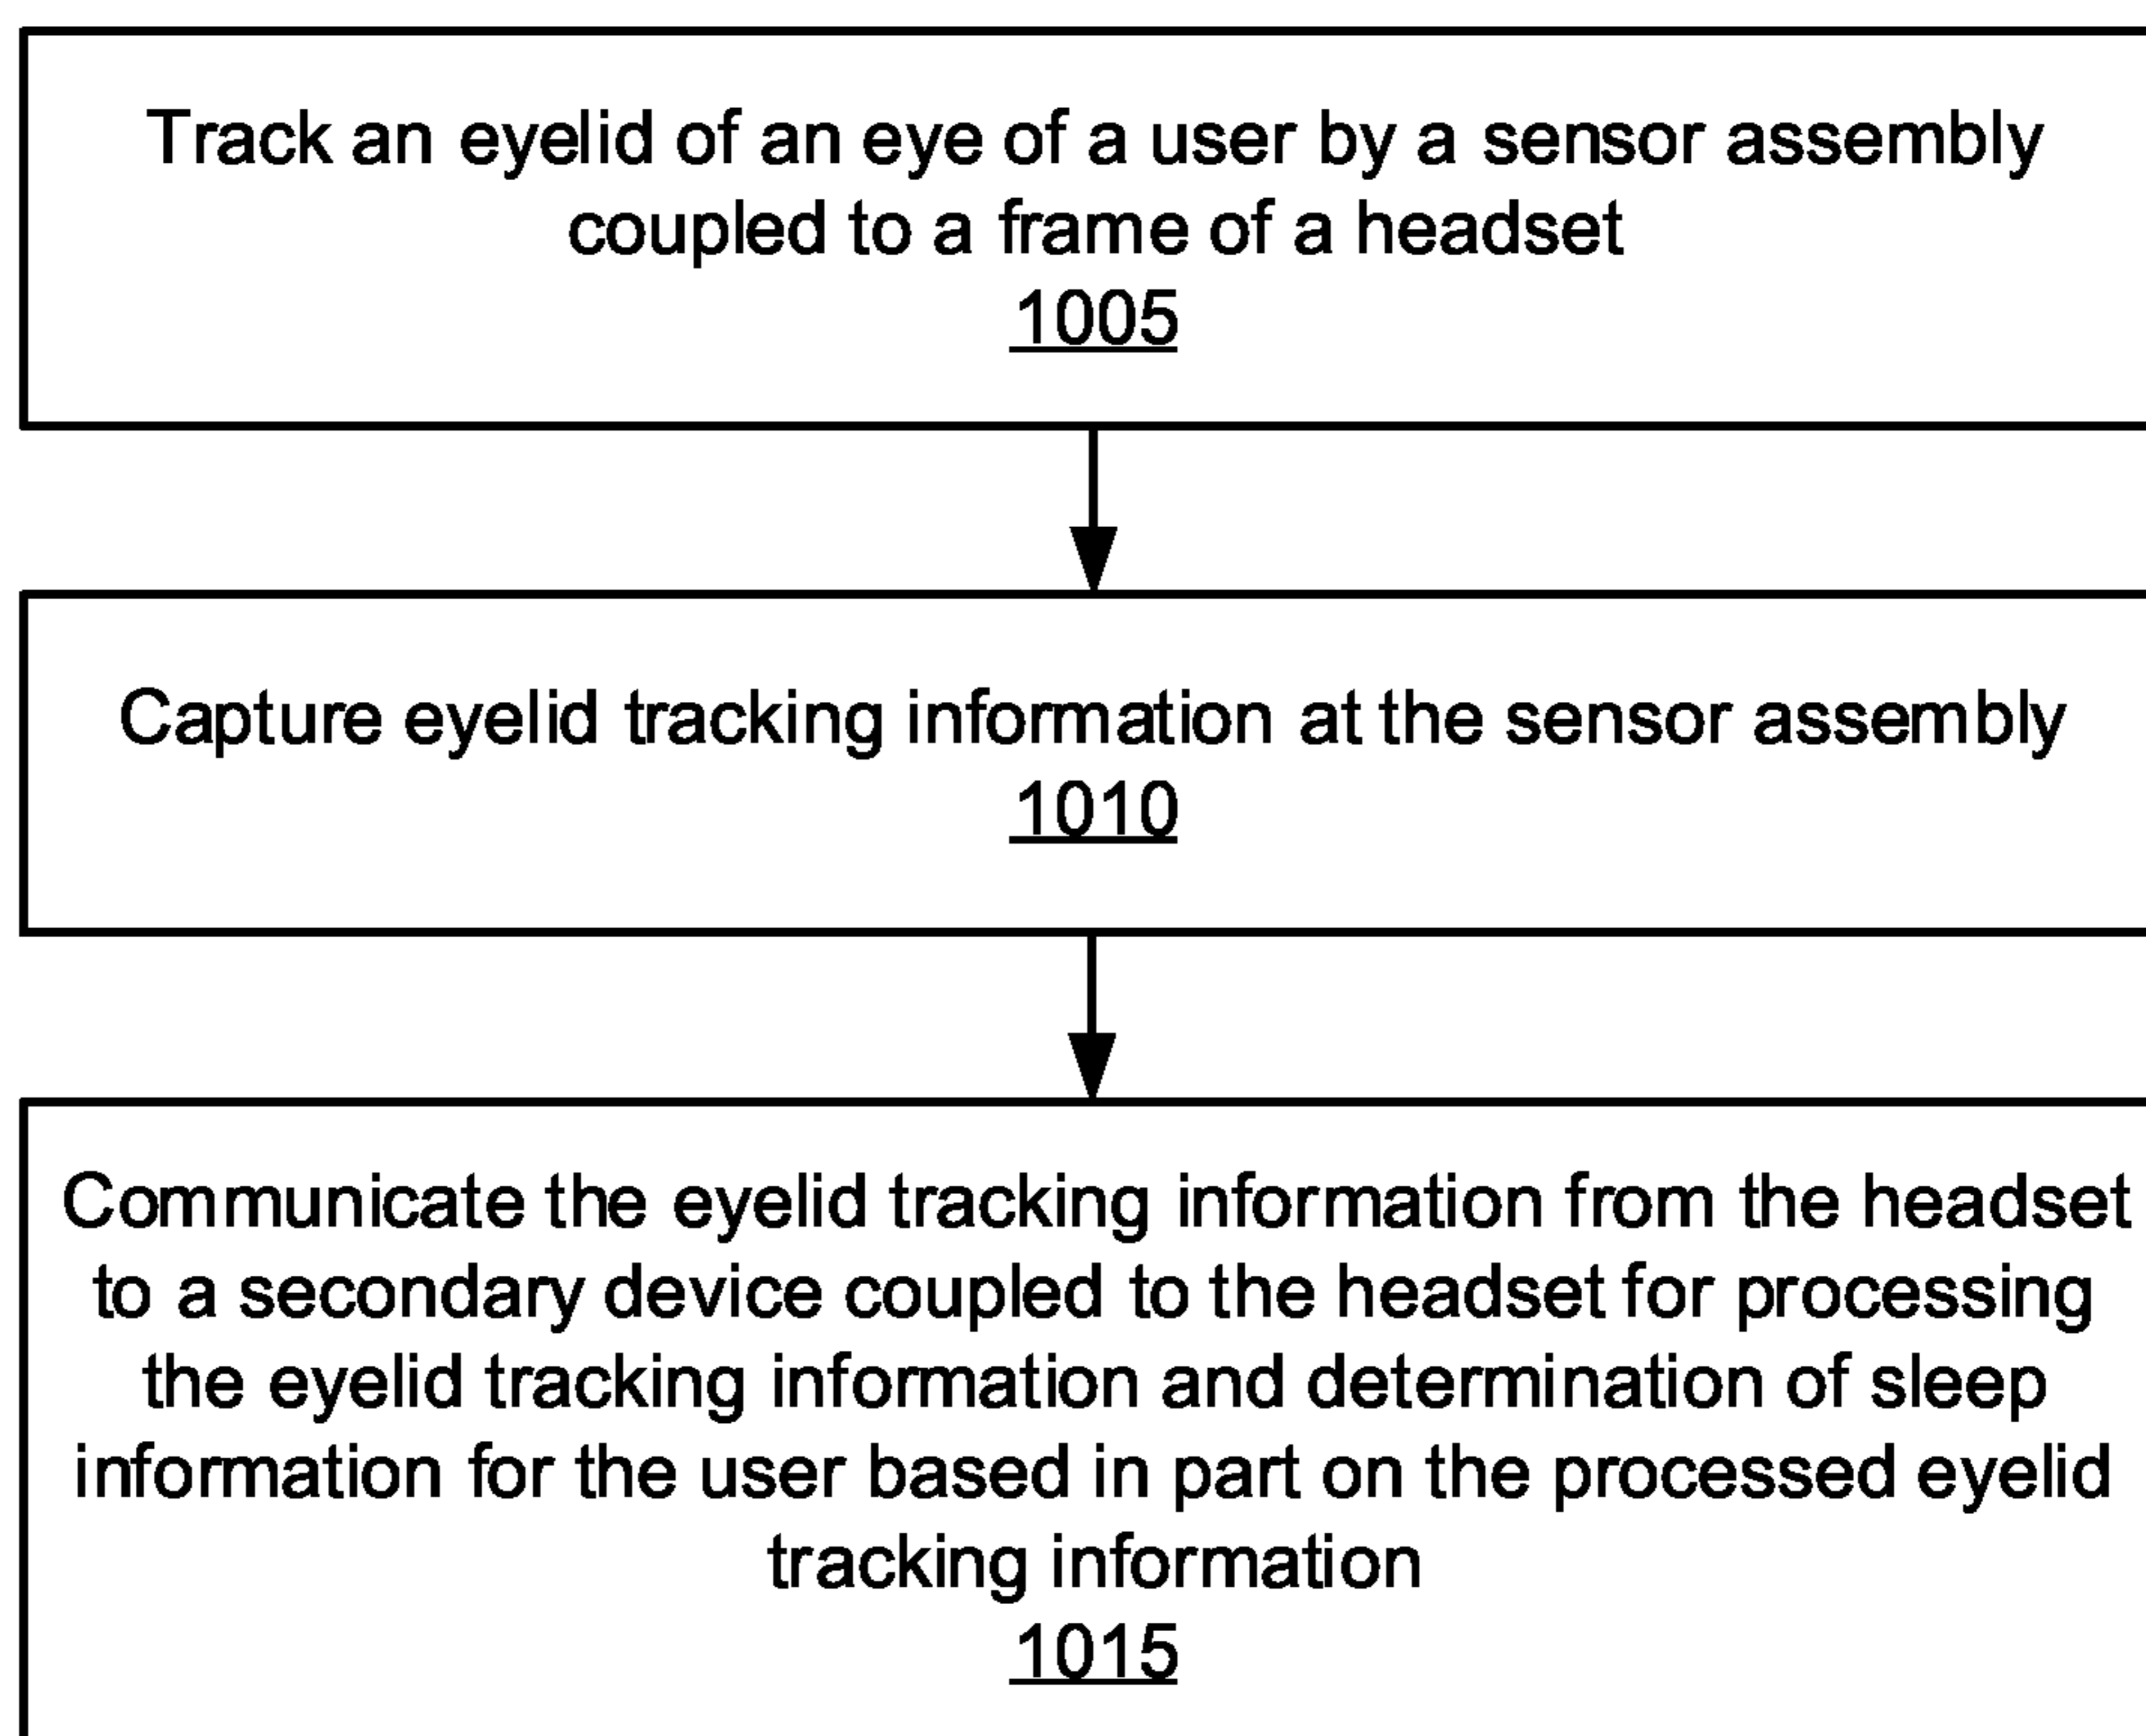 Track an eyelid of an eye of a user by a sensor assembly
coupled to a frame of a headset
1005
Capture eyelid tracking information at the sensor assembly
1010
Communicate the eyelid tracking information from the headset
to a secondary device coupled to the headset for processing
the eyelid tracking information and determination of sleep
information for the user based in part on the processed eyelid
tracking information
1015